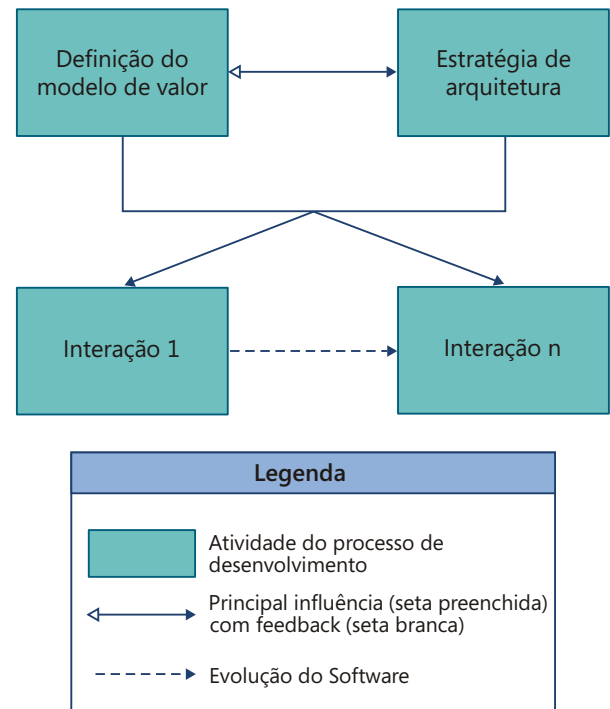 Definição do
modelo de valor
Estratégia de
arquitetura
Interação 1
Interação n
Legenda
Atividade do processo de
desenvolvimento
Principal influência (seta preenchida)
com feedback (seta branca)
Evolução do Software